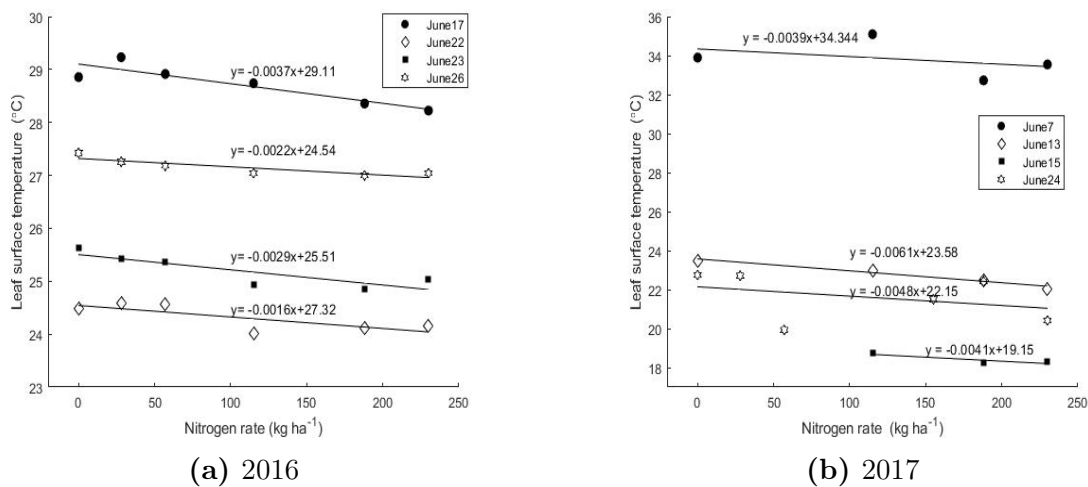 30
29
28
27
26
25
24
23
0
50
100
150
200
250
Leaf surface temperature (°C)
Nitrogen rate (kg ha⁻¹)
June17
June22
June23
June26
y= -0.0037x+29.11
y= -0.0022x+24.54
y= -0.0029x+25.51
y= -0.0016x+27.32
(a) 2016
36
34
32
30
28
26
24
22
20
18
0
50
100
150
200
250
Leaf surface temperature (°C)
Nitrogen rate (kg ha⁻¹)
y = -0.0039x+34.344
June7
June13
June15
June24
y = -0.0061x+23.58
y = -0.0048x+22.15
y = -0.0041x+19.15
(b) 2017